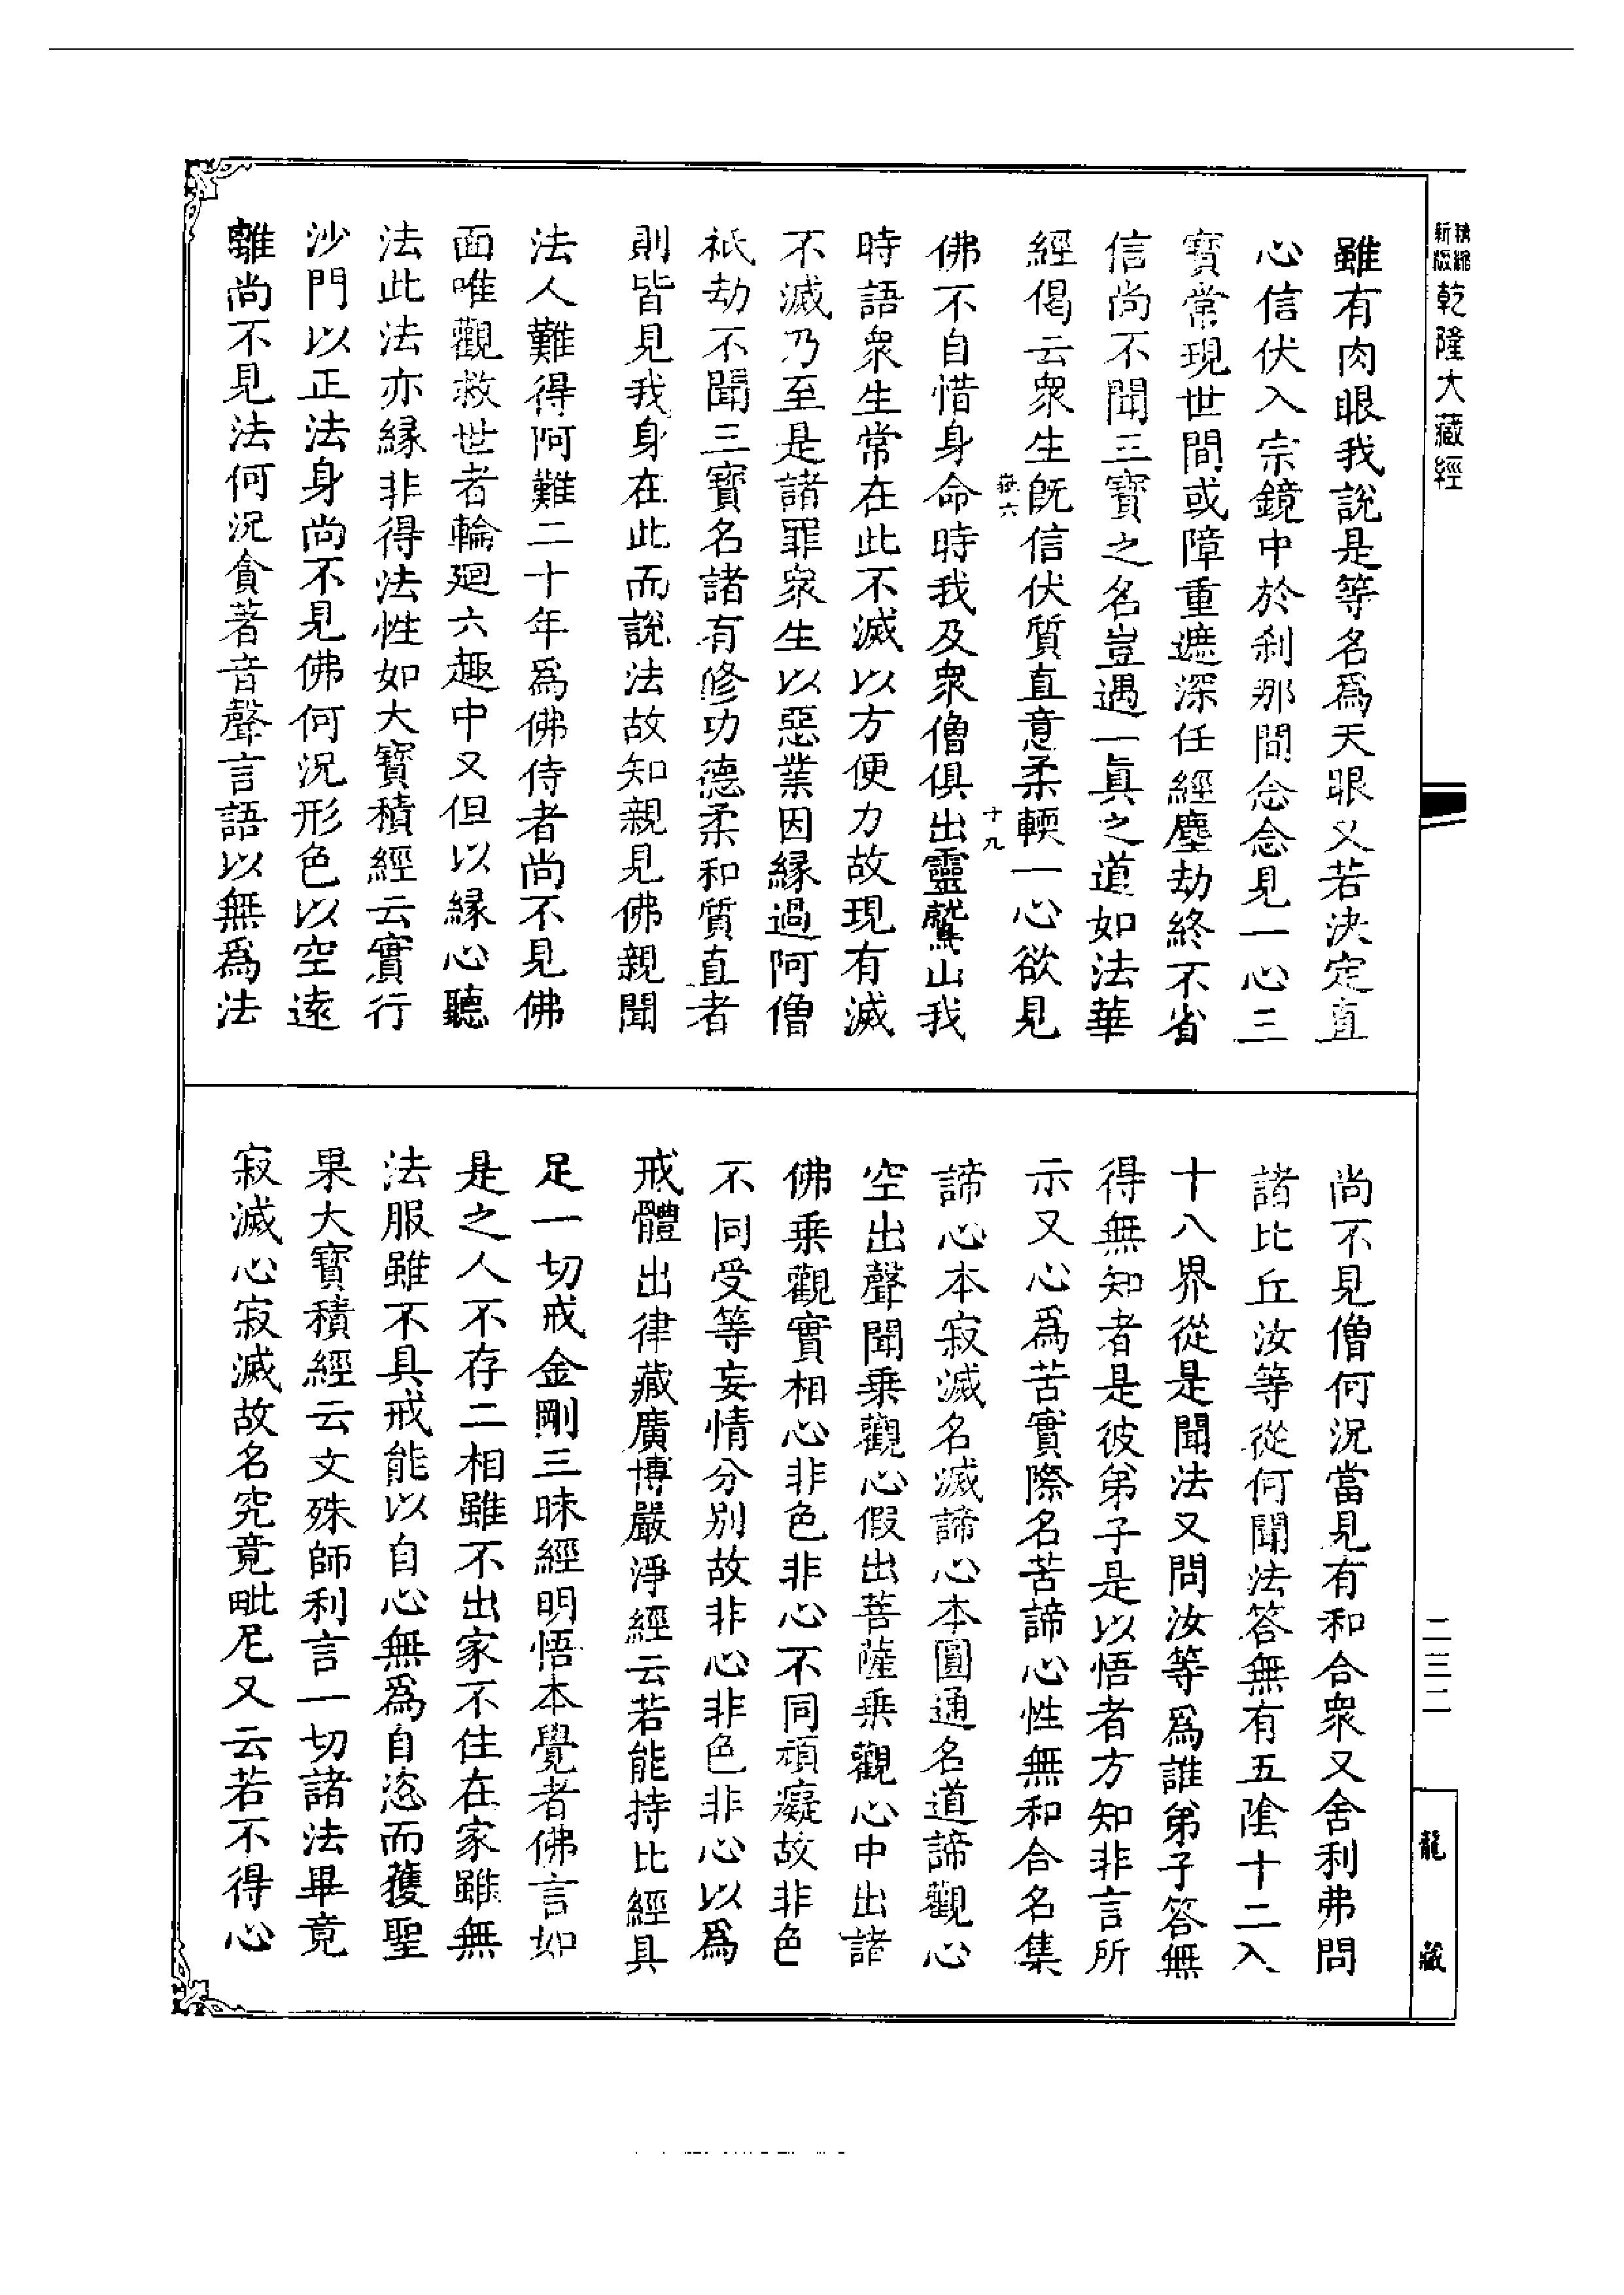 乾隆大藏經
雖有肉眼我說是等名爲天眼又若決定直
心信伏入宗鏡中於剎那間念念見一心三
寶常現世間或障重遮深任經塵劫終不省
信尚不聞三寶之名豈遇一眞之道如法華
經偈云衆生旣信伏質直意柔輭一心欲見
十九
佛不自惜身命時我及衆僧俱出靈鷲山我
時語衆生常在此不滅以方便力故現有滅
不滅乃至是諸罪衆生以惡業因緣過阿僧
祇劫不聞三寶名諸有修功德柔和質直者
則皆見我身在此而說法故知親見佛親聞
法人難得阿難二十年爲佛侍者尚不見佛
面唯觀救世者輪廻六趣中又但以緣心聽
法此法亦緣非得法性如大寶積經云實行
沙門以正法身尚不見佛何況形色以空遠
離尚不見法何況貪著音聲言語以無爲法
尚不見僧何況當見有和合衆又舍利弗問
諸比丘汝等從何聞法答無有五陰十二入
十八界從是聞法又問汝等爲誰弟子答無
得無知者是彼弟子是以悟者方知非言所
示又心爲苦實際名苦諦心性無和合名集
諦心本寂滅名滅諦心本圓通名道諦觀心
空出聲聞乘觀心假出菩薩乘觀心中出諸
佛乘觀實相心非色非心不同頑癡故非色
不同受等妄情分別故非心非色非心以爲
戒體出律藏廣博嚴淨經云若能持比經具
足一切戒金剛三昧經明悟本覺者佛言如
是之人不存二相雖不出家不住在家雖無
法服雖不具戒能以自心無爲自恣而獲聖
果大寶積經云文殊師利言一切諸法畢竟
寂滅心寂滅故名究竟毗尼又云若不得心
二三二
龍藏